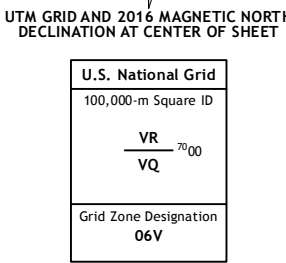 UTM GRID AND 2016 MAGNETIC NORTH
DECLINATION AT CENTER OF SHEET
U.S. National Grid
100,000-m Square ID
VR
7000
VQ
Grid Zone Designation
06V